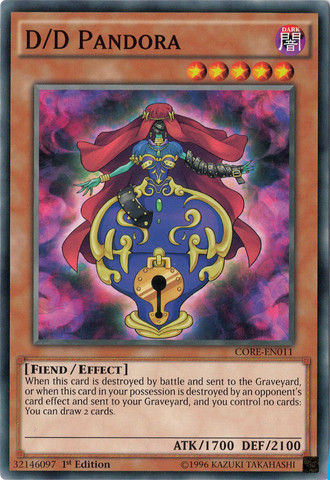 D/D PANDORA
DARK
闇
CORE-EN011
[FIEND / EFFECT]
When this card is destroyed by battle and sent to the Graveyard,
or when this card in your possession is destroyed by an opponent's
card effect and sent to your Graveyard, and you control no cards:
You can draw 2 cards.
ATK/1700 DEF/2100
32146097 1st Edition ©1996 KAZUKI TAKAHASHI